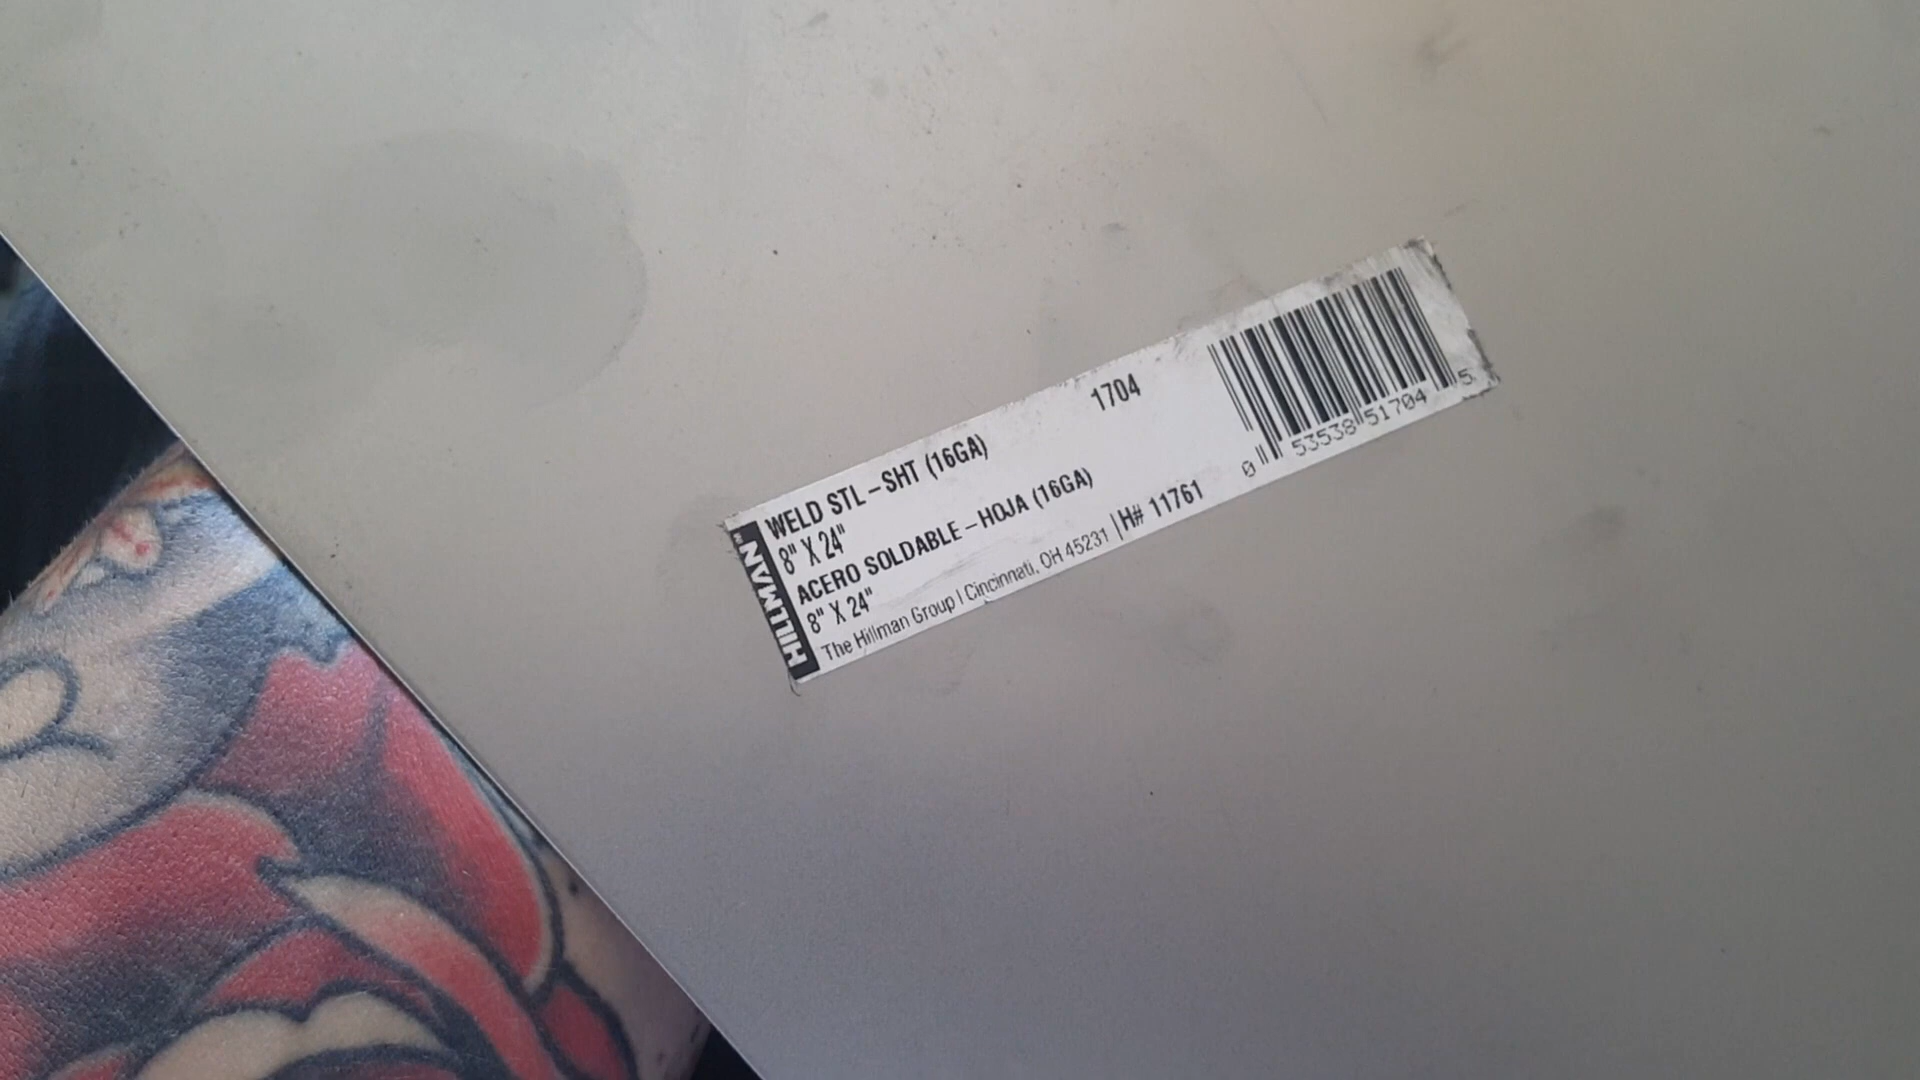 HILLMAN™
WELD STL-SHT (16GA) 1704
8" X 24"
ACERO SOLDABLE-HOJA (16GA)
8" X 24"
The Hillman Group | Cincinnati, OH 45231 | H# 11761
0 53538 51704 5